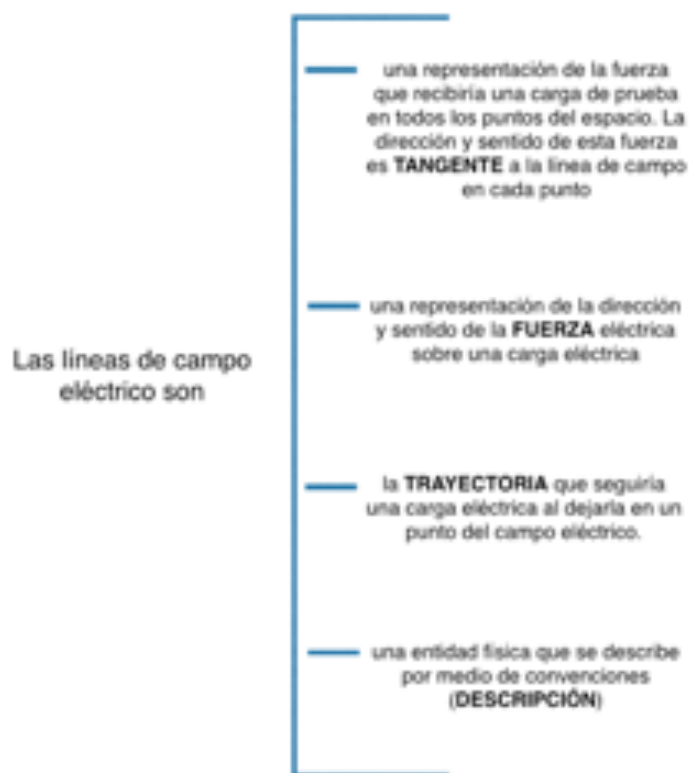 Las líneas de campo
eléctrico son
una representación de la fuerza
que recibiría una carga de prueba
en todos los puntos del espacio. La
dirección y sentido de esta fuerza
es TANGENTE a la línea de campo
en cada punto
una representación de la dirección
y sentido de la FUERZA eléctrica
sobre una carga eléctrica
la TRAYECTORIA que seguiría
una carga eléctrica al dejarla en un
punto del campo eléctrico.
una entidad física que se describe
por medio de convenciones
(DESCRIPCIÓN)